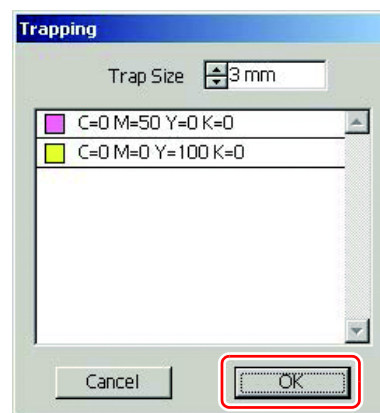 Trapping
Trap Size 3 mm
C=0 M=50 Y=0 K=0
C=0 M=0 Y=100 K=0
Cancel OK